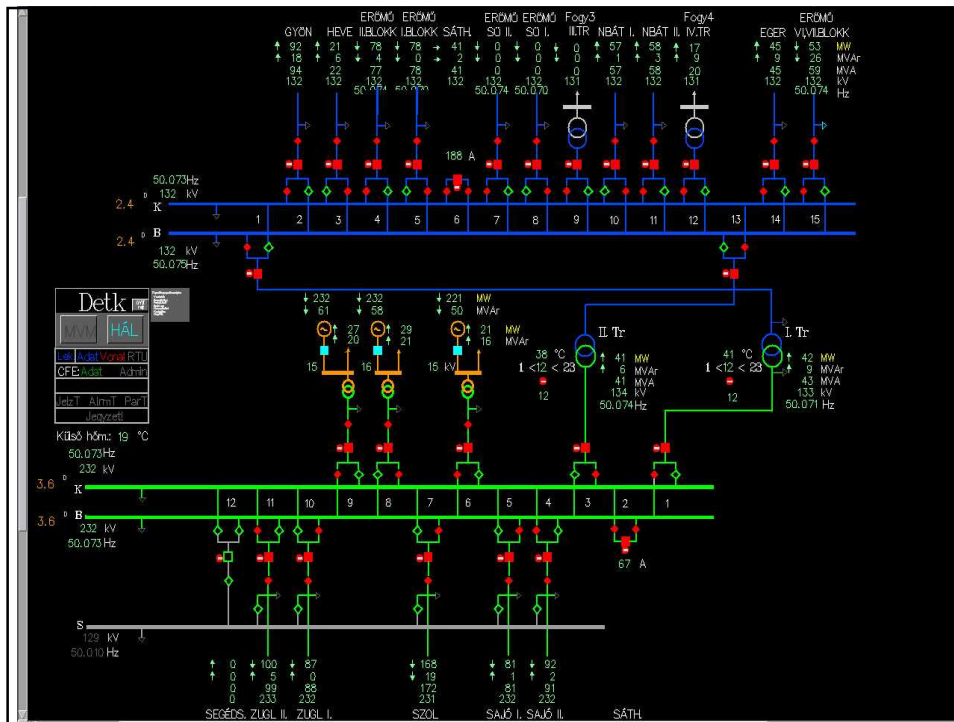 ERŐMŰ ERŐMŰ ERŐMŰ ERŐMŰ Fogy3 Fogy4 ERŐMŰ
GYÖN HEVE II.BLOKK I.BLOKK SÁTH. SÜ II. SÜ I. III.TR NBÁT I. NBÁT II IV.TR EGER VI,VII.BLOKK
92 21 78 78 41 0 0 0 57 58 17 45 53 MW
18 6 4 0 2 0 0 0 1 3 9 9 26 MVAr
94 22 77 78 41 0 0 0 57 58 20 45 59 MVA
132 132 132 132 132 132 132 131 132 132 131 132 132 kV
50.074 50.070 50.074 50.070 50.074 Hz
188 A
50.073Hz
132 kV
2.4 D K
1 2 3 4 5 6 7 8 9 10 11 12 13 14 15
2.4 D B
132 kV
50.075Hz
Detk
MVM HÁL
Lek Adat Vonal RTU
CFE: Adat Admin
JelzT AlrmT ParT
Jegyzet!
Külső hőm.: 19 °C
232 232 221 MW
61 58 50 MVAr
27 29 21 MW
20 21 16 MVAr
15 16 15 kV
II. Tr
38 °C
1 <12 < 23
12
41 MW
6 MVAr
41 MVA
134 kV
50.074Hz
I. Tr
41 °C
1 <12 < 23
12
42 MW
9 MVAr
43 MVA
133 kV
50.071 Hz
50.073Hz
232 kV
3.6 D K
12 11 10 9 8 7 6 5 4 3 2 1
3.6 D B
232 kV
50.073Hz
67 A
S
129 kV
50.010 Hz
0 100 87 168 81 92
0 5 0 19 1 2
0 99 88 172 81 91
0 233 232 231 232 232
SEGÉDS. ZUGL II. ZUGL I. SZOL SAJÓ I. SAJÓ II. SÁTH.